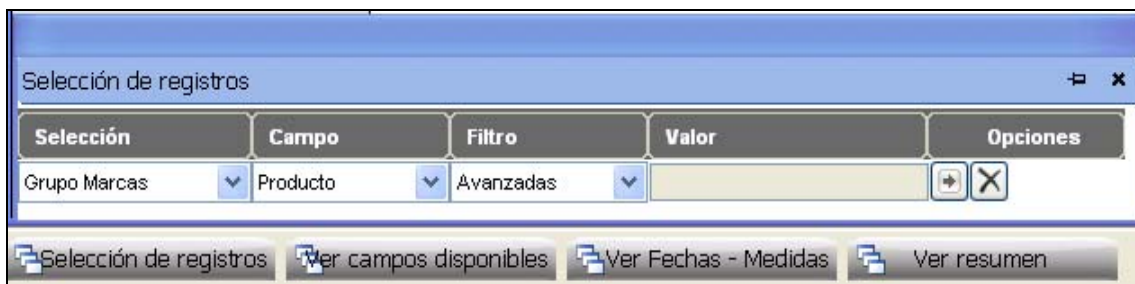 Selección de registros
Selección Campo Filtro Valor Opciones
Grupo Marcas Producto Avanzadas
Selección de registros Ver campos disponibles Ver Fechas - Medidas Ver resumen